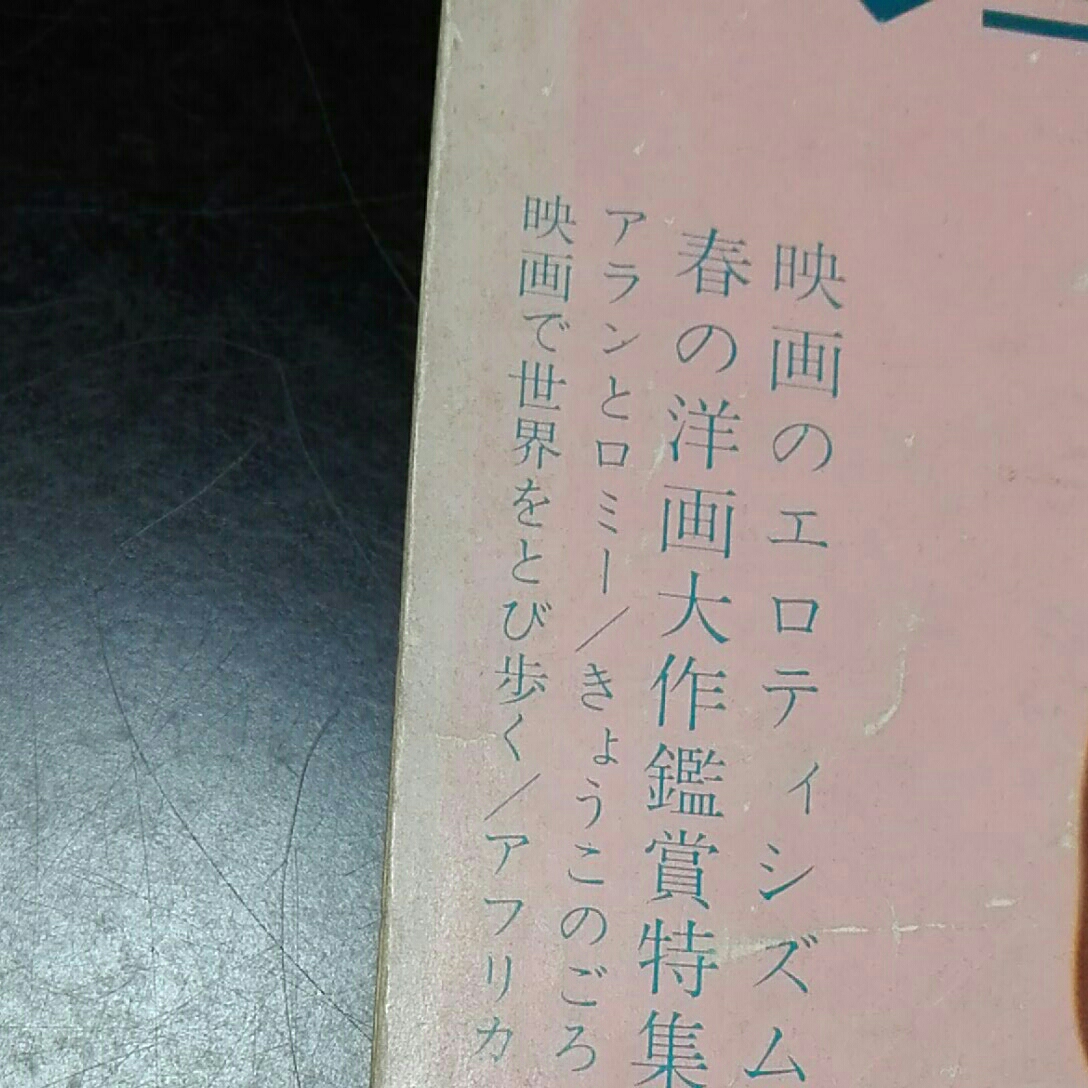 映画のエロティシズム
春の洋画大作鑑賞特集
アランとロミー/きょうこのごろ
映画で世界をとび歩く/アフリカ